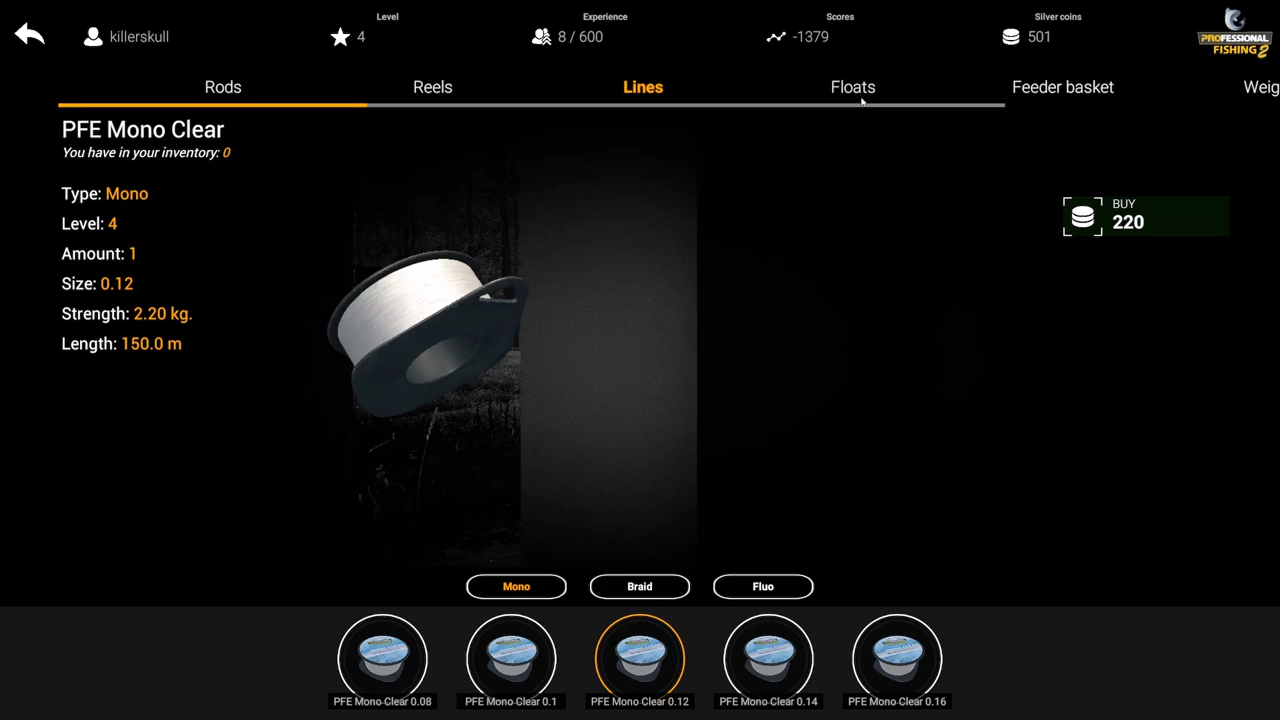 Level
Experience
Scores
Silver coins
killerskull
4
8 / 600
-1379
501
PROFESSIONAL
FISHING 2
Rods
Reels
Lines
Floats
Feeder basket
Weig
PFE Mono Clear
You have in your inventory: 0
Type: Mono
Level: 4
Amount: 1
Size: 0.12
Strength: 2.20 kg.
Length: 150.0 m
BUY
220
Mono
Braid
Fluo
PFE Mono Clear 0.08
PFE Mono Clear 0.1
PFE Mono Clear 0.12
PFE Mono Clear 0.14
PFE Mono Clear 0.16